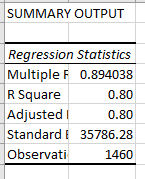 SUMMARY OUTPUT
Regression Statistics
Multiple R 0.894038
R Square 0.80
Adjusted 0.80
Standard E 35786.28
Observati 1460